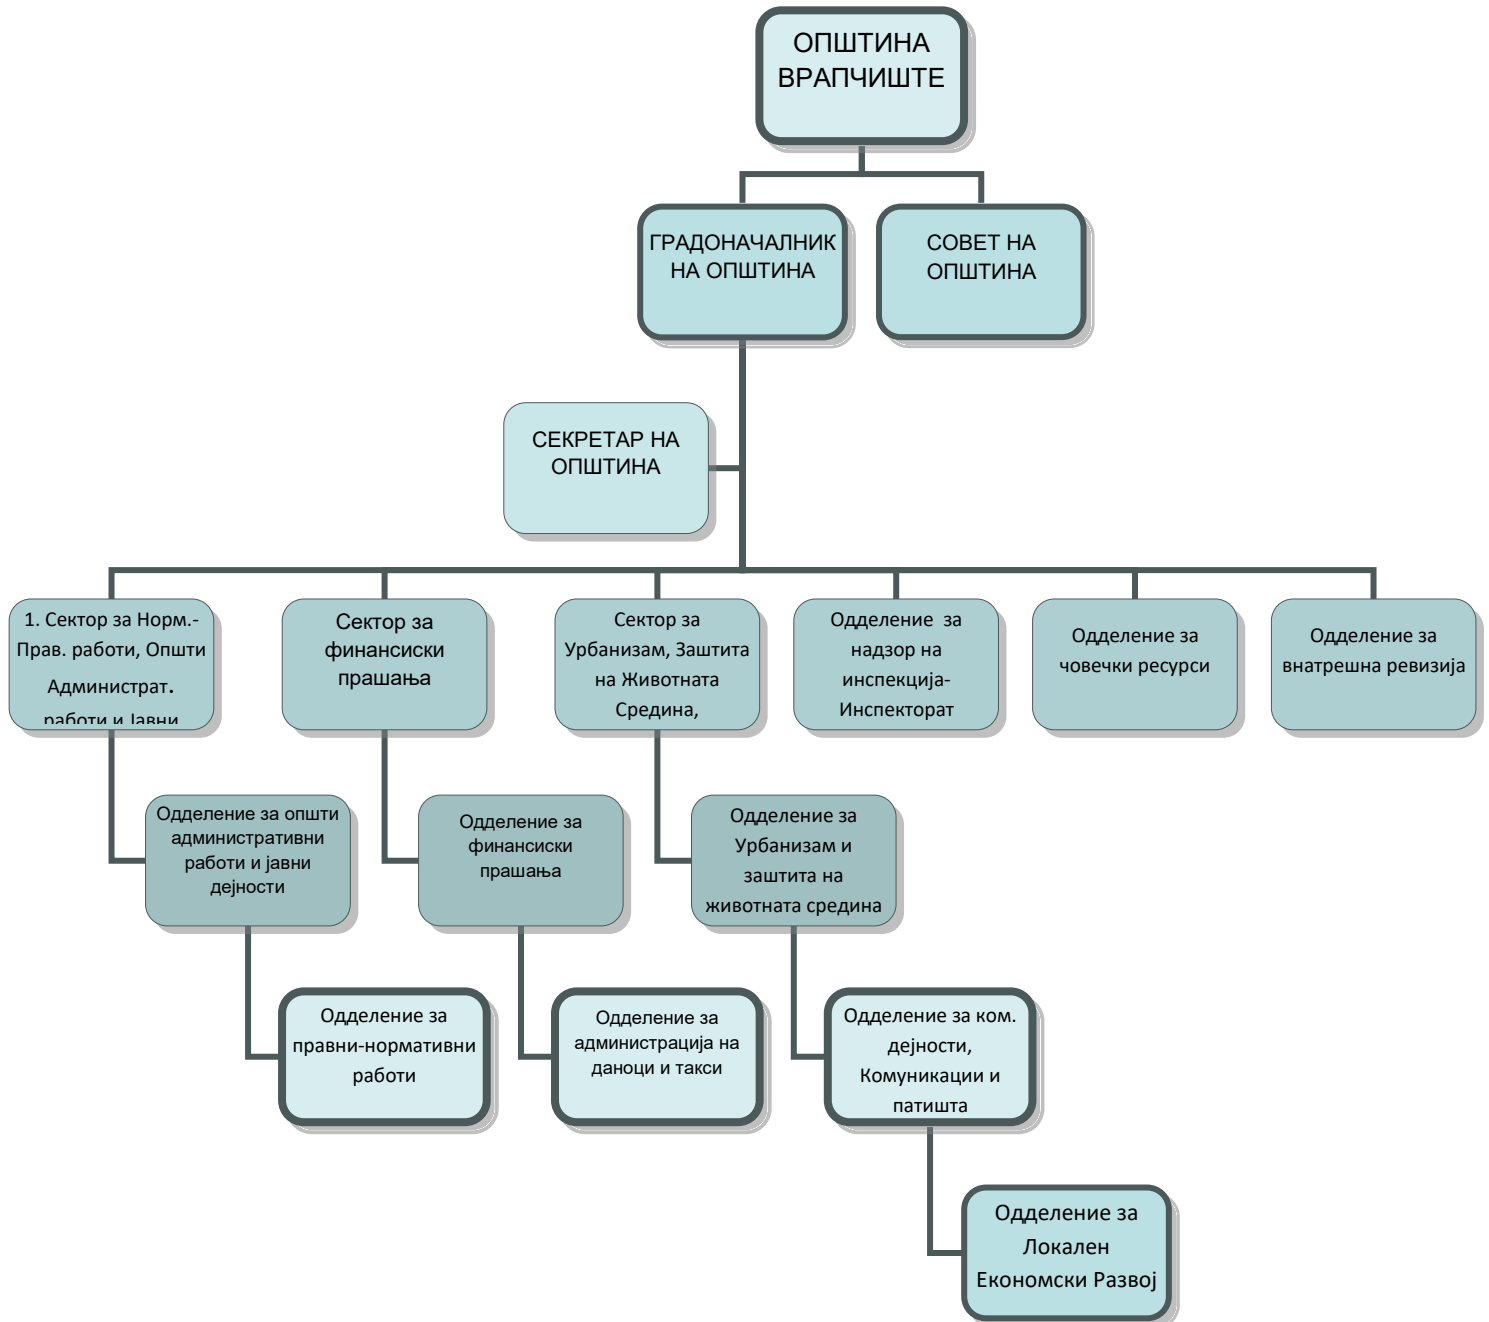 ОПШТИНА
ВРАПЧИШТЕ
ГРАДОНАЧАЛНИК
НА ОПШТИНА
СОВЕТ НА
ОПШТИНА
СЕКРЕТАР НА
ОПШТИНА
1. Сектор за Норм.-
Прав. работи, Општи
Администрат.
работи и Јавни
Сектор за
финансиски
прашања
Сектор за
Урбанизам, Заштита
на Животната
Средина,
Одделение за
надзор на
инспекција-
Инспекторат
Одделение за
човечки ресурси
Одделение за
внатрешна ревизија
Одделение за општи
административни
работи и јавни
дејности
Одделение за
финансиски
прашања
Одделение за
Урбанизам и
заштита на
животната средина
Одделение за
правни-нормативни
работи
Одделение за
администрација на
даноци и такси
Одделение за ком.
дејности,
Комуникации и
патишта
Одделение за
Локален
Економски Развој